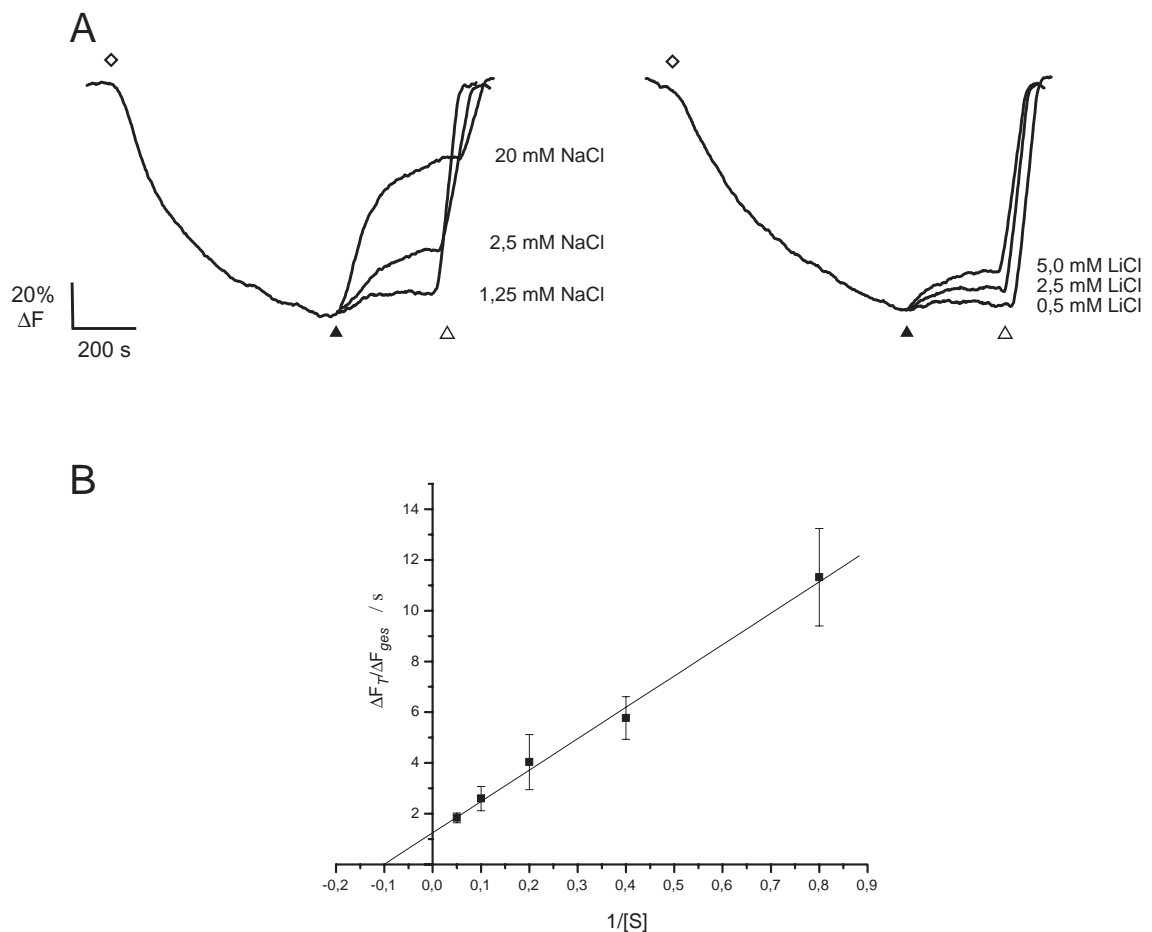 A
20 mM NaCl
2,5 mM NaCl
1,25 mM NaCl
20%
ΔF
200 s
5,0 mM LiCl
2,5 mM LiCl
0,5 mM LiCl
B
ΔF_T/ΔF_ges / s
14
12
10
8
6
4
2
-0,2 -0,1 0,0 0,1 0,2 0,3 0,4 0,5 0,6 0,7 0,8 0,9
1/[S]